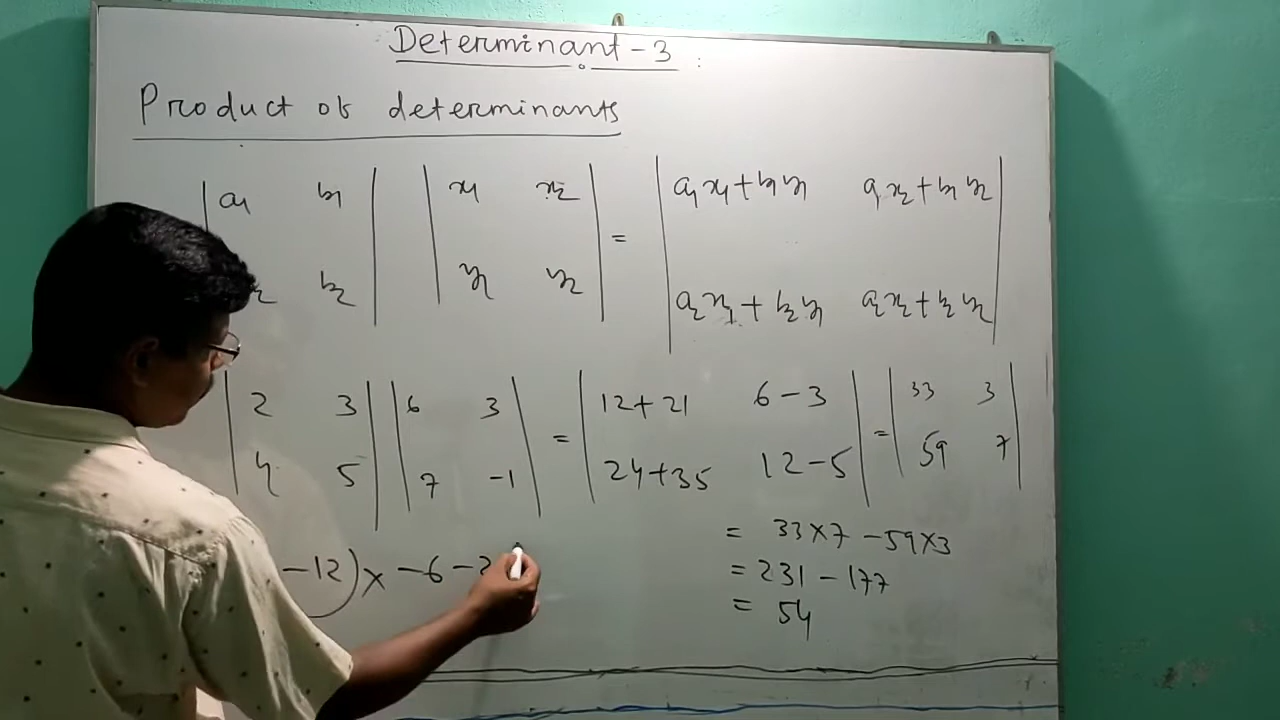 Determinant - 3
Product of determinants
| a₁ b₁ | | x₁ x₂ | = | a₁x₁ + b₁y₁ a₁x₂ + b₁y₂ |
b₂ | | y₁ y₂ | | a₂x₁ + b₂y₁ a₂x₂ + b₂y₂ |
| 2 3 | | 6 3 | = | 12 + 21 6 - 3 | = | 33 3 |
| 4 5 | | 7 -1 | | 24 + 35 12 - 5 | | 59 7 |
= 33 × 7 - 59 × 3
- 12) × - 6 - 2
= 231 - 177
= 54